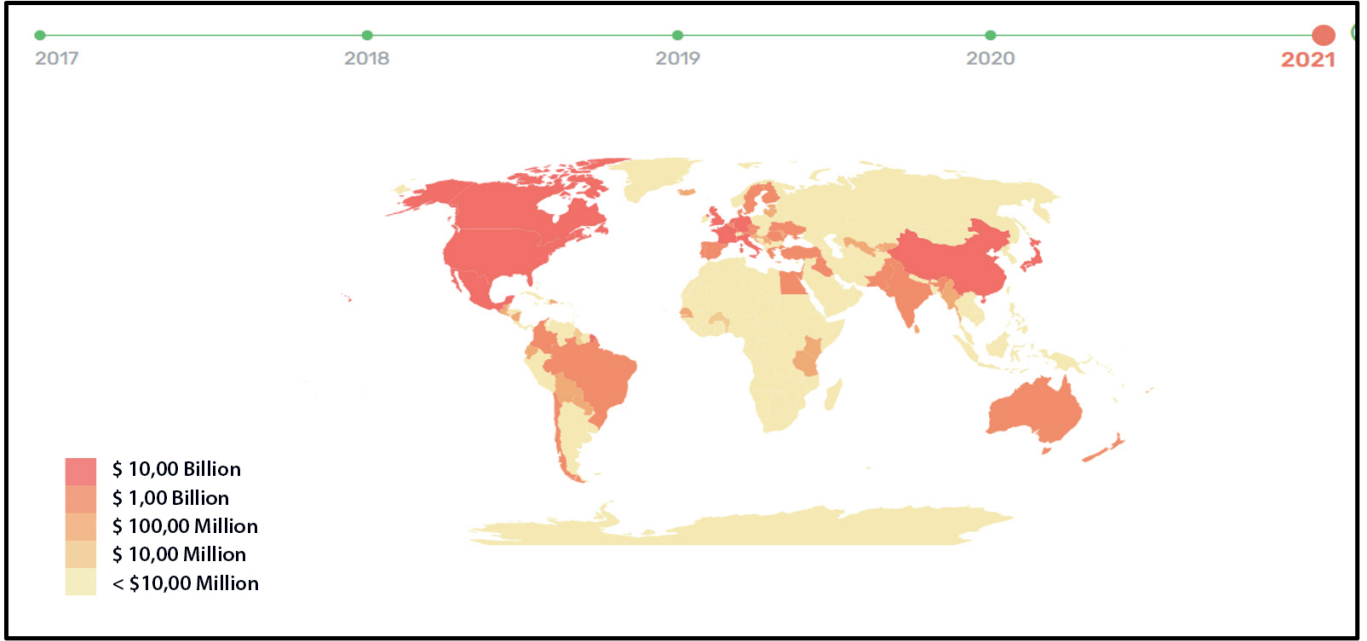 2017
2018
2019
2020
2021
$ 10,00 Billion
$ 1,00 Billion
$ 100,00 Million
$ 10,00 Million
< $10,00 Million